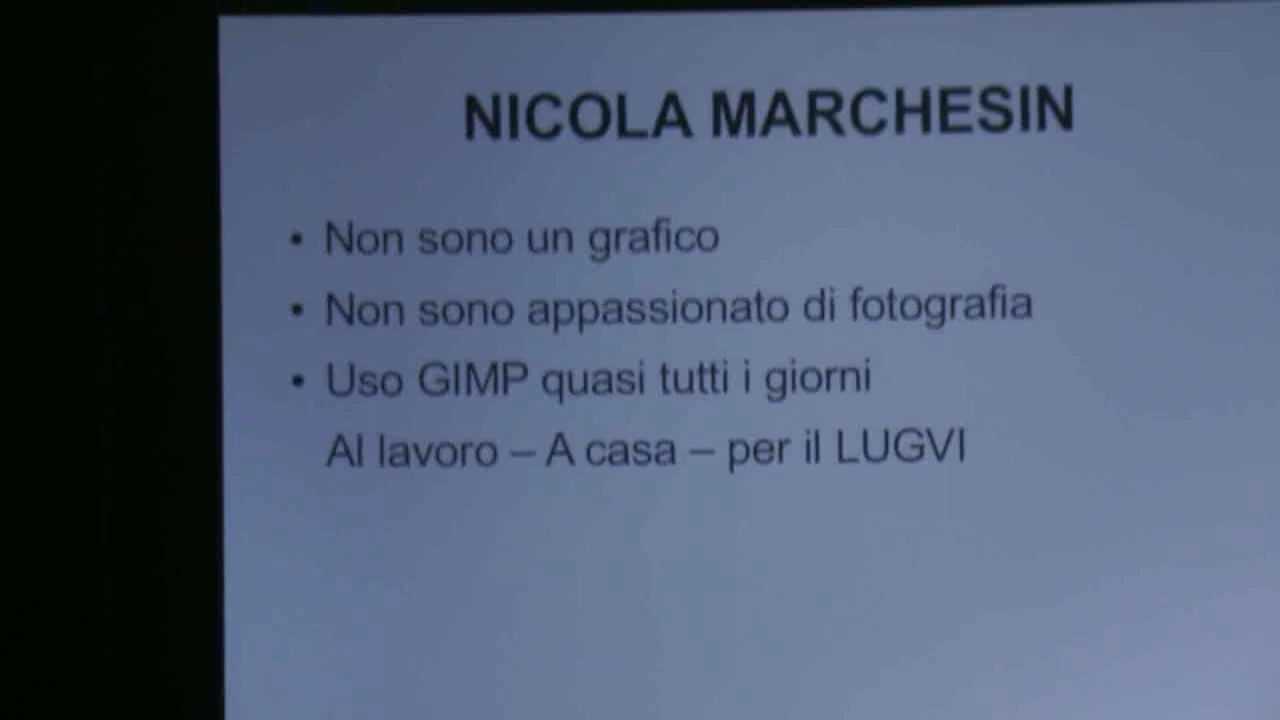 NICOLA MARCHESIN
• Non sono un grafico
• Non sono appassionato di fotografia
• Uso GIMP quasi tutti i giorni
Al lavoro – A casa – per il LUGVI